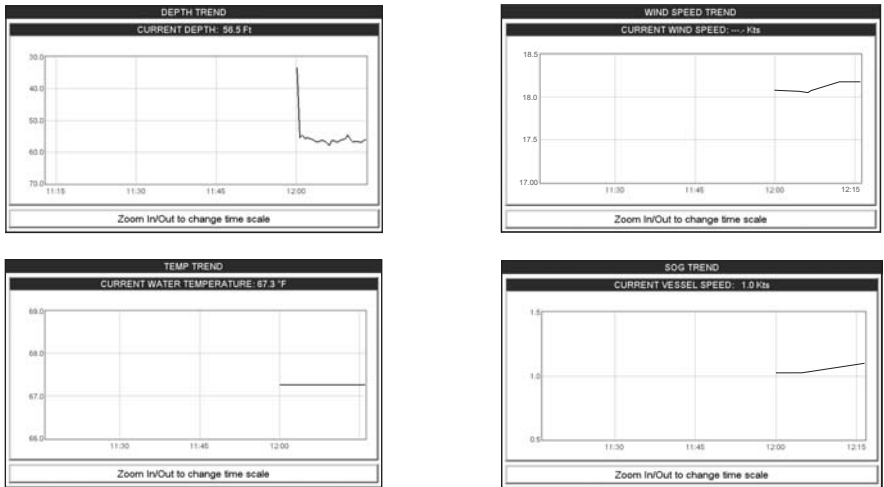 DEPTH TREND
CURRENT DEPTH: 56.5 Ft
30.0
40.0
50.0
60.0
70.0
11:15 11:30 11:45 12:00
Zoom In/Out to change time scale
WIND SPEED TREND
CURRENT WIND SPEED: ---.- Kts
18.5
18.0
17.5
17.00
11:30 11:45 12:00 12:15
Zoom In/Out to change time scale
TEMP TREND
CURRENT WATER TEMPERATURE: 67.3 °F
69.0
68.0
67.0
66.0
11:30 11:45 12:00
Zoom In/Out to change time scale
SOG TREND
CURRENT VESSEL SPEED: 1.0 Kts
1.5
1.0
0.5
11:30 11:45 12:00 12:15
Zoom In/Out to change time scale